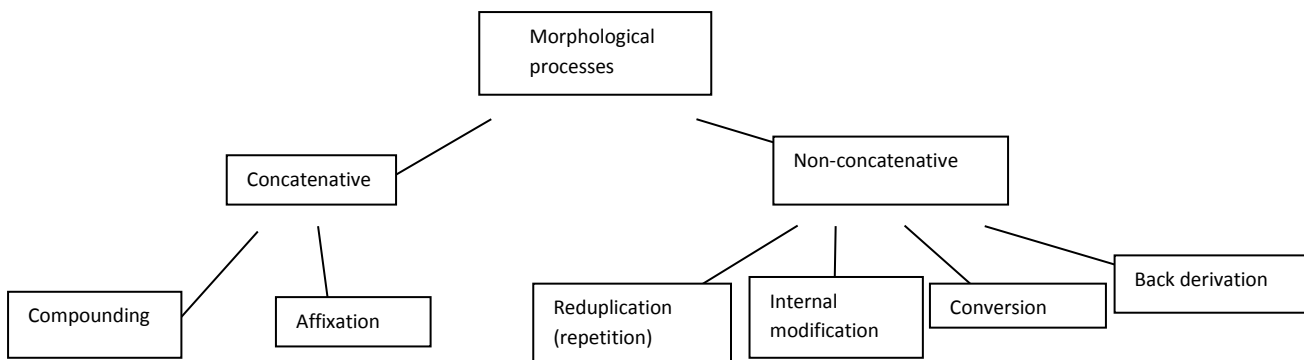 Morphological
processes
Concatenative
Non-concatenative
Compounding
Affixation
Reduplication
(repetition)
Internal
modification
Conversion
Back derivation